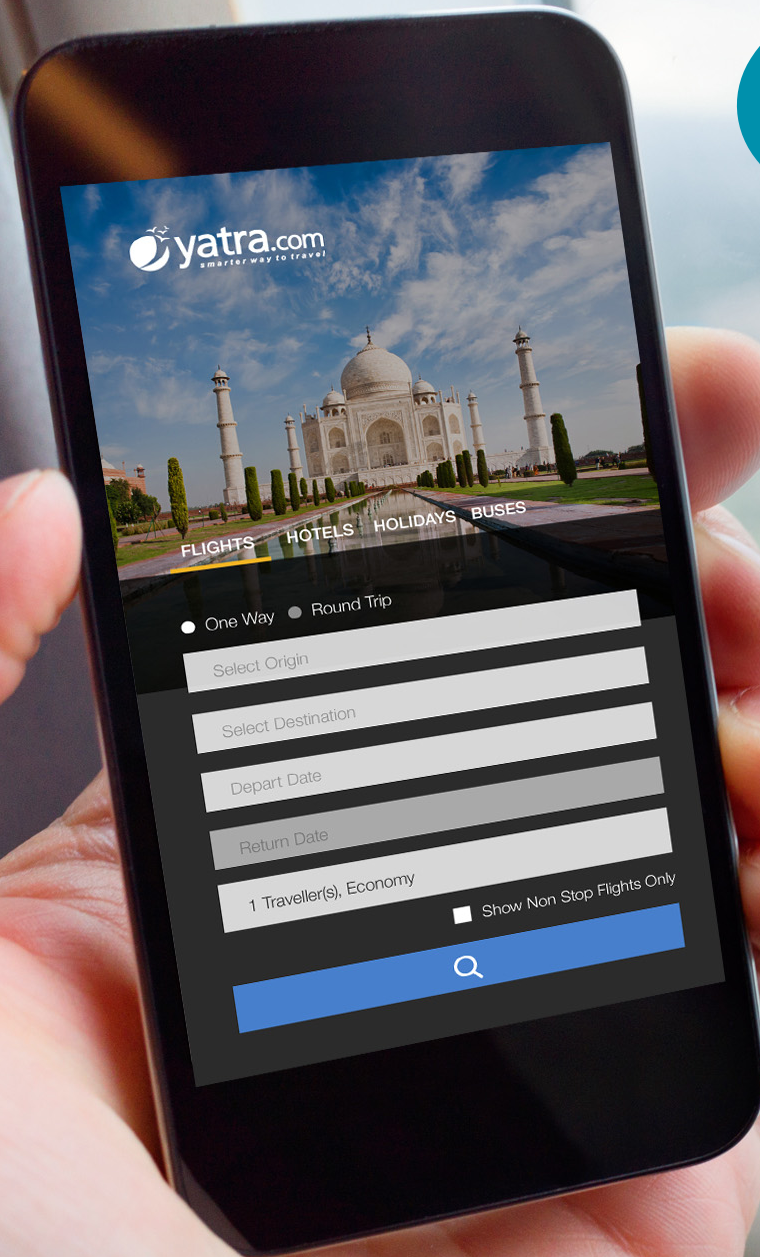 yatra.com
smarter way to travel
FLIGHTS HOTELS HOLIDAYS BUSES
One Way Round Trip
Select Origin
Select Destination
Depart Date
Return Date
1 Traveller(s), Economy
Show Non Stop Flights Only